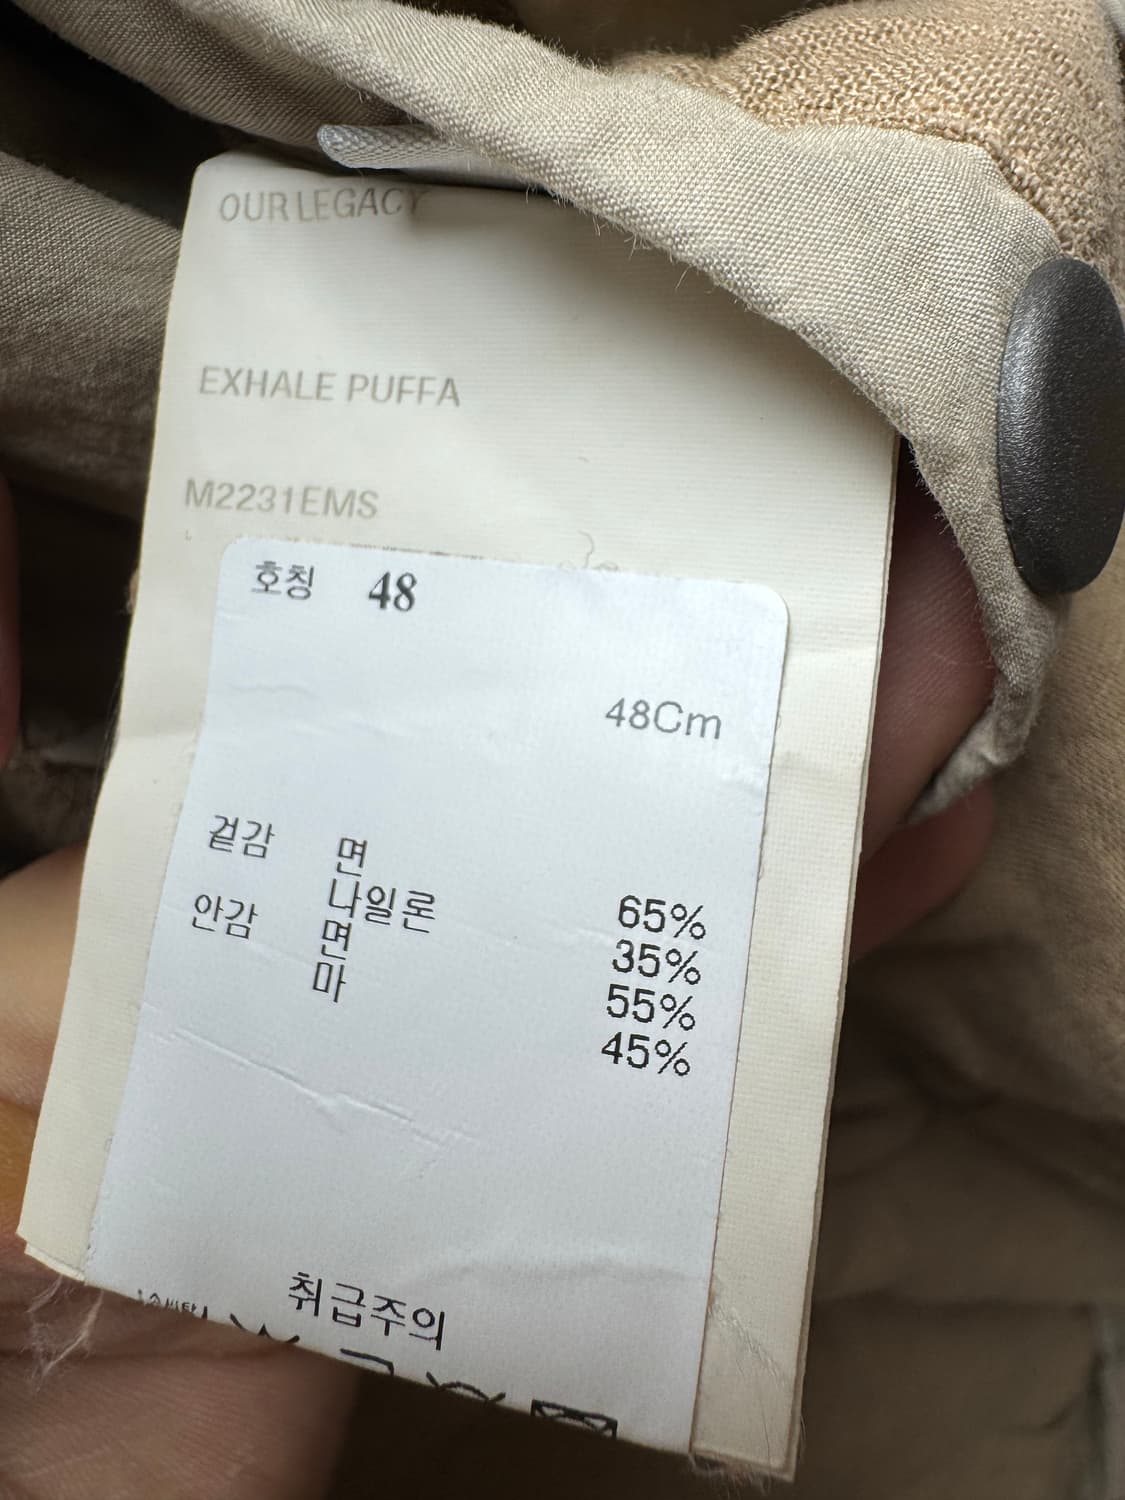 OUR LEGACY
EXHALE PUFFA
M2231EMS
호칭 48
48Cm
겉감 면 65%
나일론 35%
안감 면 55%
마 45%
취급주의